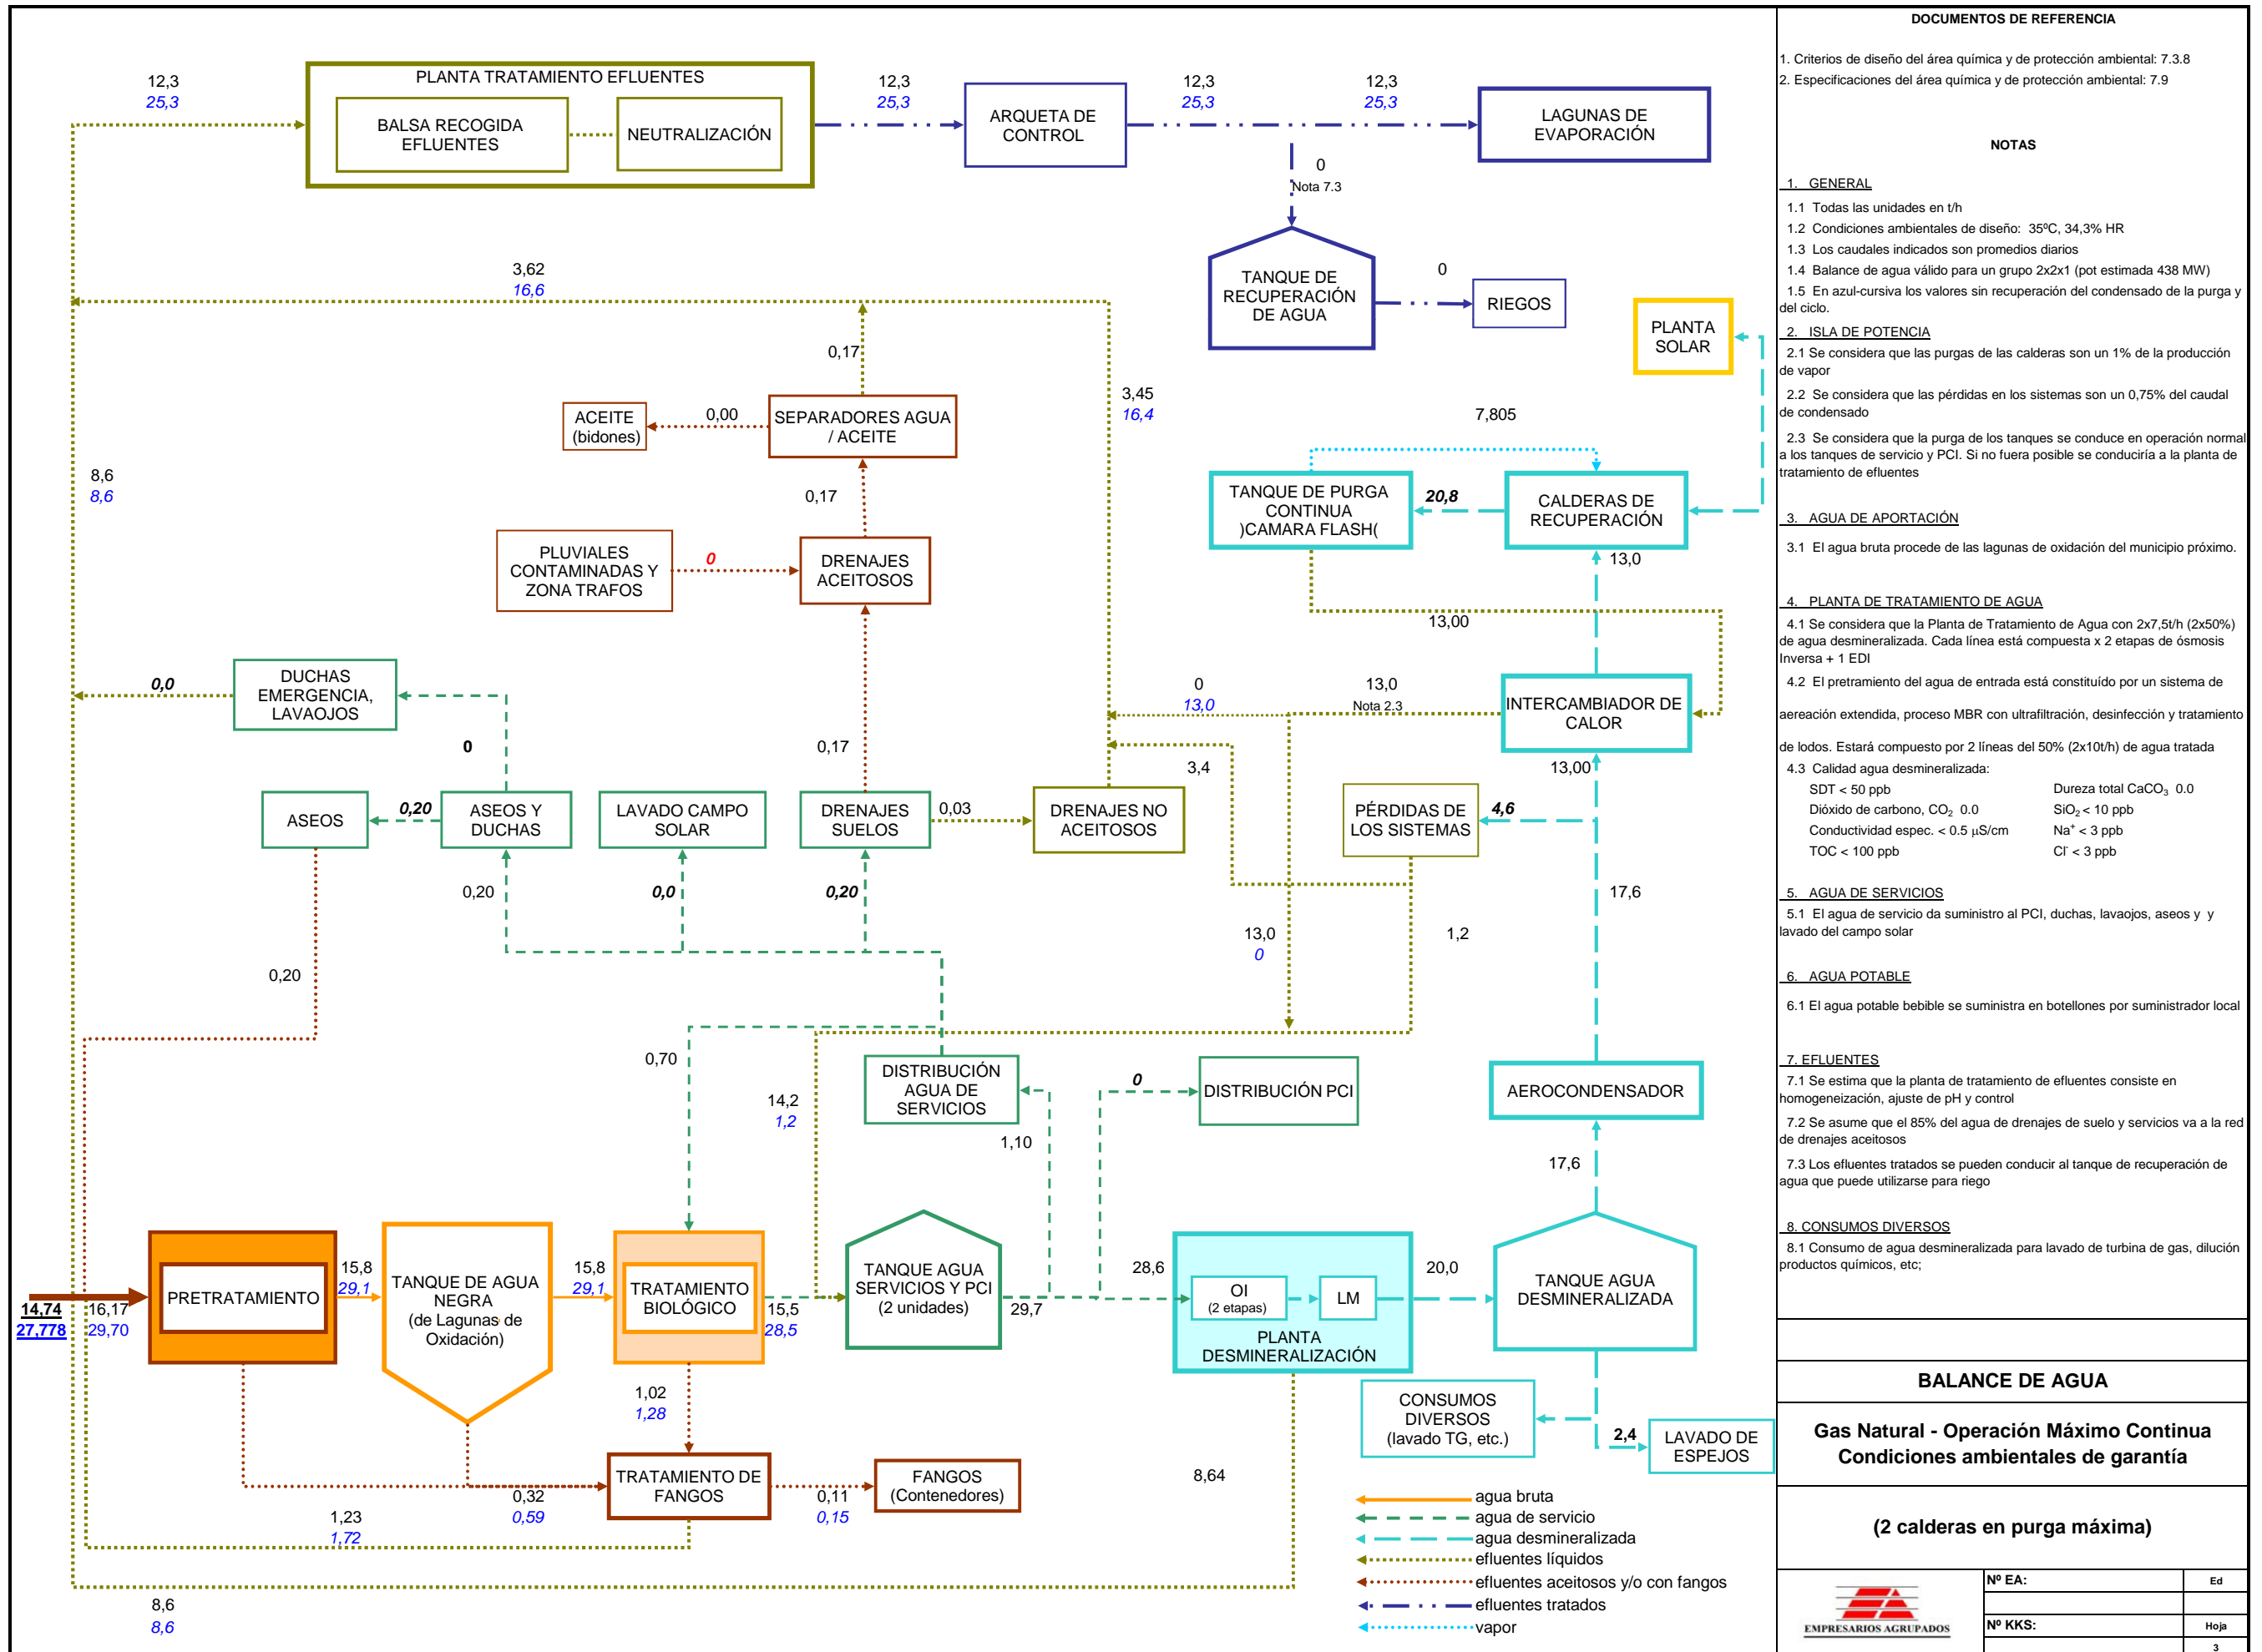 12,3
25,3
PLANTA TRATAMIENTO EFLUENTES
BALSA RECOGIDA
EFLUENTES
NEUTRALIZACIÓN
12,3
25,3
ARQUETA DE
CONTROL
12,3
25,3
12,3
25,3
LAGUNAS DE
EVAPORACIÓN
0
Nota 7.3
TANQUE DE
RECUPERACIÓN
DE AGUA
0
RIEGOS
PLANTA
SOLAR
3,62
16,6
0,17
3,45
16,4
7,805
ACEITE
(bidones)
0,00
SEPARADORES AGUA
/ ACEITE
8,6
8,6
0,17
TANQUE DE PURGA
CONTINUA
)CAMARA FLASH(
20,8
CALDERAS DE
RECUPERACIÓN
PLUVIALES
CONTAMINADAS Y
ZONA TRAFOS
0
DRENAJES
ACEITOSOS
13,0
13,00
0,0
DUCHAS
EMERGENCIA,
LAVAOJOS
0
13,0
13,0
Nota 2.3
INTERCAMBIADOR DE
CALOR
0
0,17
3,4
13,00
ASEOS
0,20
ASEOS Y
DUCHAS
LAVADO CAMPO
SOLAR
DRENAJES
SUELOS
0,03
DRENAJES NO
ACEITOSOS
PÉRDIDAS DE
LOS SISTEMAS
4,6
0,20
0,0
0,20
17,6
0,20
13,0
0
1,2
0,70
DISTRIBUCIÓN
AGUA DE
SERVICIOS
0
DISTRIBUCIÓN PCI
AEROCONDENSADOR
14,2
1,2
1,10
17,6
14,74
27,778
16,17
29,70
PRETRATAMIENTO
15,8
29,1
TANQUE DE AGUA
NEGRA
(de Lagunas de
Oxidación)
15,8
29,1
TRATAMIENTO
BIOLÓGICO
15,5
28,5
TANQUE AGUA
SERVICIOS Y PCI
(2 unidades)
29,7
28,6
OI
(2 etapas)
LM
PLANTA
DESMINERALIZACIÓN
20,0
TANQUE AGUA
DESMINERALIZADA
1,02
1,28
CONSUMOS
DIVERSOS
(lavado TG, etc.)
2,4
LAVADO DE
ESPEJOS
TRATAMIENTO DE
FANGOS
0,32
0,59
0,11
0,15
FANGOS
(Contenedores)
8,64
1,23
1,72
8,6
8,6
agua bruta
agua de servicio
agua desmineralizada
efluentes líquidos
efluentes aceitosos y/o con fangos
efluentes tratados
vapor
DOCUMENTOS DE REFERENCIA
1. Criterios de diseño del área química y de protección ambiental: 7.3.8
2. Especificaciones del área química y de protección ambiental: 7.9
NOTAS
1. GENERAL
1.1 Todas las unidades en t/h
1.2 Condiciones ambientales de diseño: 35ºC, 34,3% HR
1.3 Los caudales indicados son promedios diarios
1.4 Balance de agua válido para un grupo 2x2x1 (pot estimada 438 MW)
1.5 En azul-cursiva los valores sin recuperación del condensado de la purga y
del ciclo.
2. ISLA DE POTENCIA
2.1 Se considera que las purgas de las calderas son un 1% de la producción
de vapor
2.2 Se considera que las pérdidas en los sistemas son un 0,75% del caudal
de condensado
2.3 Se considera que la purga de los tanques se conduce en operación normal
a los tanques de servicio y PCI. Si no fuera posible se conduciría a la planta de
tratamiento de efluentes
3. AGUA DE APORTACIÓN
3.1 El agua bruta procede de las lagunas de oxidación del municipio próximo.
4. PLANTA DE TRATAMIENTO DE AGUA
4.1 Se considera que la Planta de Tratamiento de Agua con 2x7,5t/h (2x50%)
de agua desmineralizada. Cada línea está compuesta x 2 etapas de ósmosis
Inversa + 1 EDI
4.2 El pretramiento del agua de entrada está constituído por un sistema de
aereación extendida, proceso MBR con ultrafiltración, desinfección y tratamiento
de lodos. Estará compuesto por 2 líneas del 50% (2x10t/h) de agua tratada
4.3 Calidad agua desmineralizada:
SDT < 50 ppb Dureza total CaCO₃ 0.0
Dióxido de carbono, CO₂ 0.0 SiO₂ < 10 ppb
Conductividad espec. < 0.5 µS/cm Na⁺ < 3 ppb
TOC < 100 ppb Cl⁻ < 3 ppb
5. AGUA DE SERVICIOS
5.1 El agua de servicio da suministro al PCI, duchas, lavaojos, aseos y y
lavado del campo solar
6. AGUA POTABLE
6.1 El agua potable bebible se suministra en botellones por suministrador local
7. EFLUENTES
7.1 Se estima que la planta de tratamiento de efluentes consiste en
homogeneización, ajuste de pH y control
7.2 Se asume que el 85% del agua de drenajes de suelo y servicios va a la red
de drenajes aceitosos
7.3 Los efluentes tratados se pueden conducir al tanque de recuperación de
agua que puede utilizarse para riego
8. CONSUMOS DIVERSOS
8.1 Consumo de agua desmineralizada para lavado de turbina de gas, dilución
productos químicos, etc;
BALANCE DE AGUA
Gas Natural - Operación Máximo Continua
Condiciones ambientales de garantía
(2 calderas en purga máxima)
EMPRESARIOS AGRUPADOS
Nº EA: Ed
Nº KKS: Hoja
3